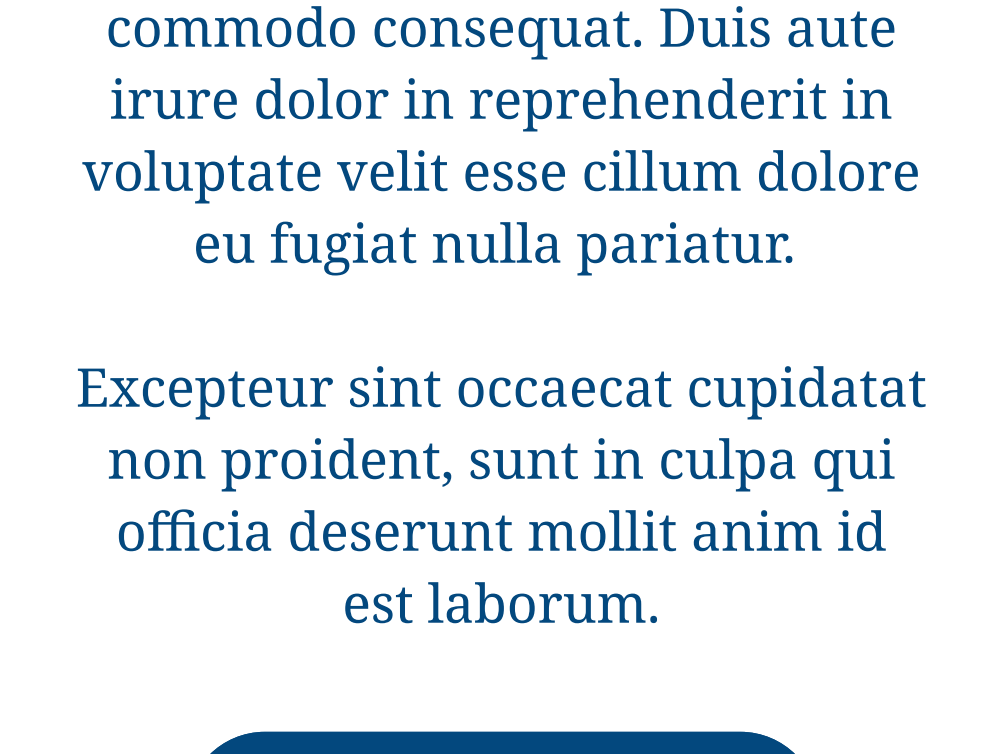 commodo consequat. Duis aute
irure dolor in reprehenderit in
voluptate velit esse cillum dolore
eu fugiat nulla pariatur.
Excepteur sint occaecat cupidatat
non proident, sunt in culpa qui
officia deserunt mollit anim id
est laborum.